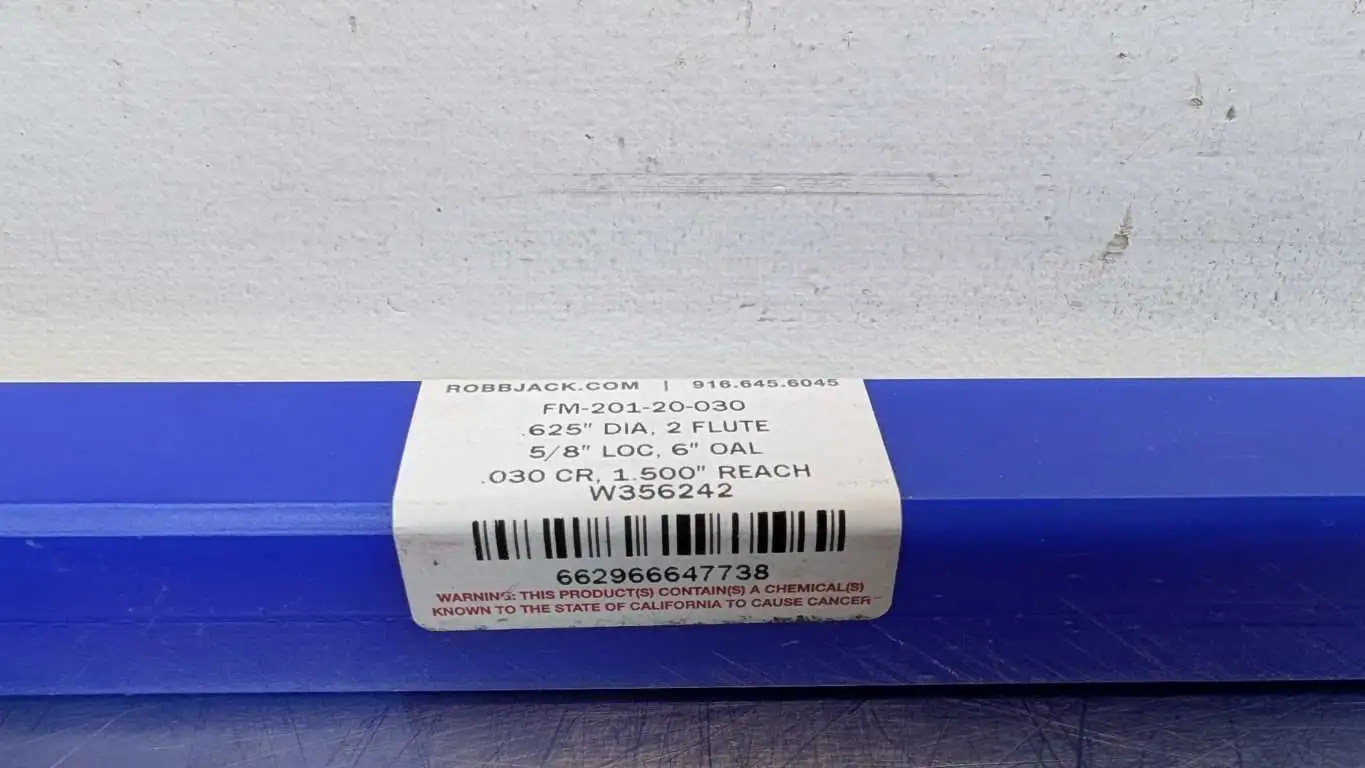 ROBBJACK.COM | 916.645.6045
FM-201-20-030
.625" DIA, 2 FLUTE
5/8" LOC, 6" OAL
.030 CR, 1.500" REACH
W356242
662966647738
WARNING: THIS PRODUCT(S) CONTAIN(S) A CHEMICAL(S)
KNOWN TO THE STATE OF CALIFORNIA TO CAUSE CANCER